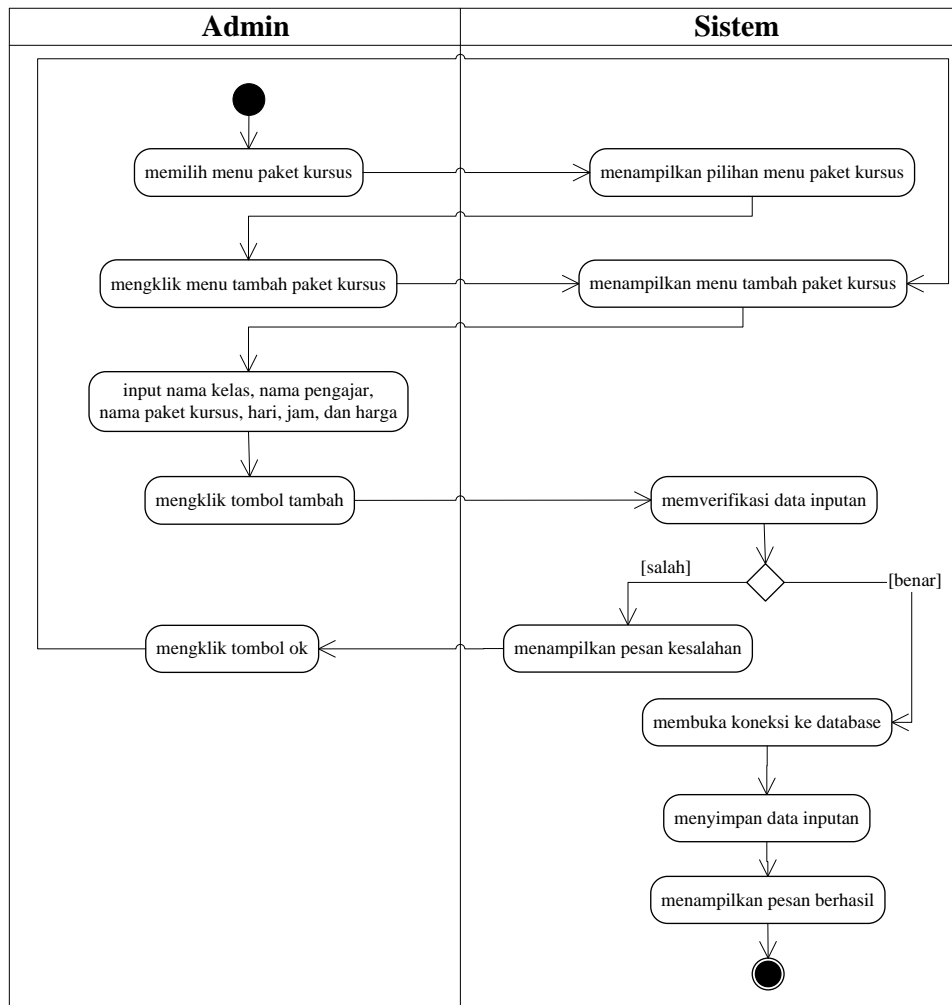 Admin
Sistem
memilih menu paket kursus
menampilkan pilihan menu paket kursus
mengklik menu tambah paket kursus
menampilkan menu tambah paket kursus
input nama kelas, nama pengajar,
nama paket kursus, hari, jam, dan harga
mengklik tombol tambah
memverifikasi data inputan
[salah]
[benar]
mengklik tombol ok
menampilkan pesan kesalahan
membuka koneksi ke database
menyimpan data inputan
menampilkan pesan berhasil